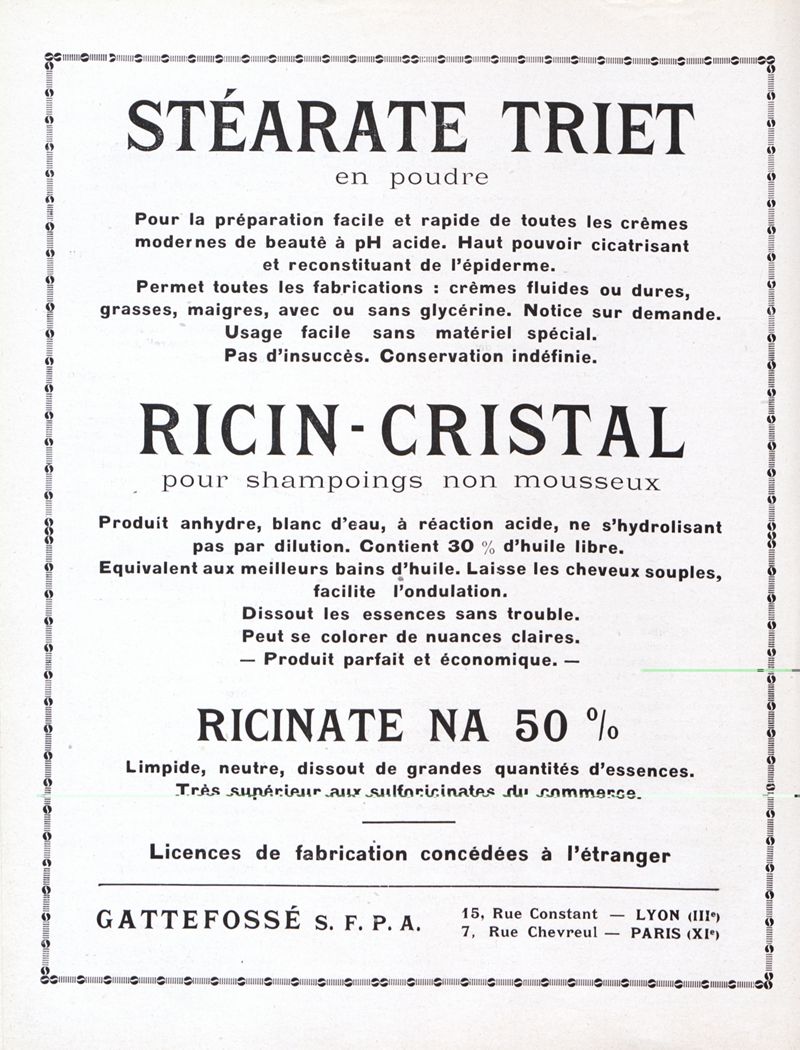 STÉARATE TRIET
en poudre
Pour la préparation facile et rapide de toutes les crêmes
modernes de beauté à pH acide. Haut pouvoir cicatrisant
et reconstituant de l'épiderme.
Permet toutes les fabrications : crêmes fluides ou dures,
grasses, maigres, avec ou sans glycérine. Notice sur demande.
Usage facile sans matériel spécial.
Pas d'insuccès. Conservation indéfinie.
RICIN-CRISTAL
pour shampoings non mousseux
Produit anhydre, blanc d'eau, à réaction acide, ne s'hydrolisant
pas par dilution. Contient 30 % d'huile libre.
Equivalent aux meilleurs bains d'huile. Laisse les cheveux souples,
facilite l'ondulation.
Dissout les essences sans trouble.
Peut se colorer de nuances claires.
— Produit parfait et économique. —
RICINATE NA 50 %
Limpide, neutre, dissout de grandes quantités d'essences.
Très supérieur aux sulforicinates du commerce.
Licences de fabrication concédées à l'étranger
GATTEFOSSÉ S. F. P. A.
15, Rue Constant — LYON (IIIe)
7, Rue Chevreul — PARIS (XIe)